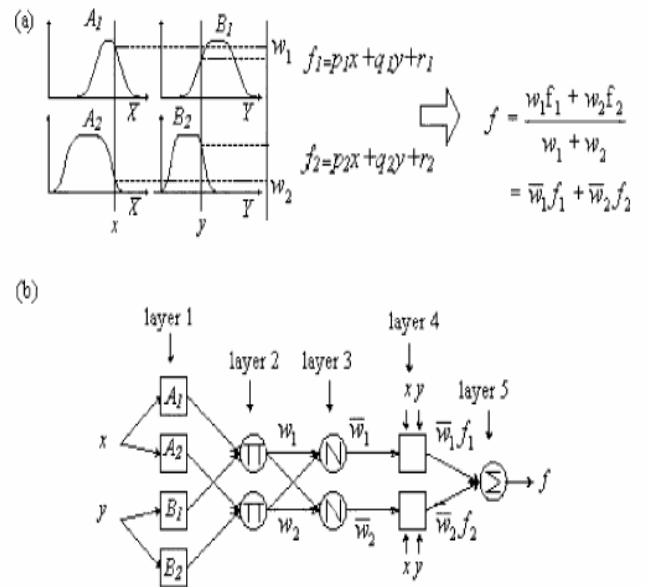 (a)
A1 B1
w1 f1=p1x+q1y+r1
X Y
A2 B2
f = (w1f1 + w2f2) / (w1 + w2)
f2=p2x+q2y+r2
w2
= w̅1f1 + w̅2f2
X Y
x y
(b)
layer 1
layer 4
layer 2 layer 3
x y
layer 5
A1
w1 w̅1 w̅1f1
x Π N
A2
Σ f
y B1
Π N
w2 w̅2 w̅2f2
B2
x y